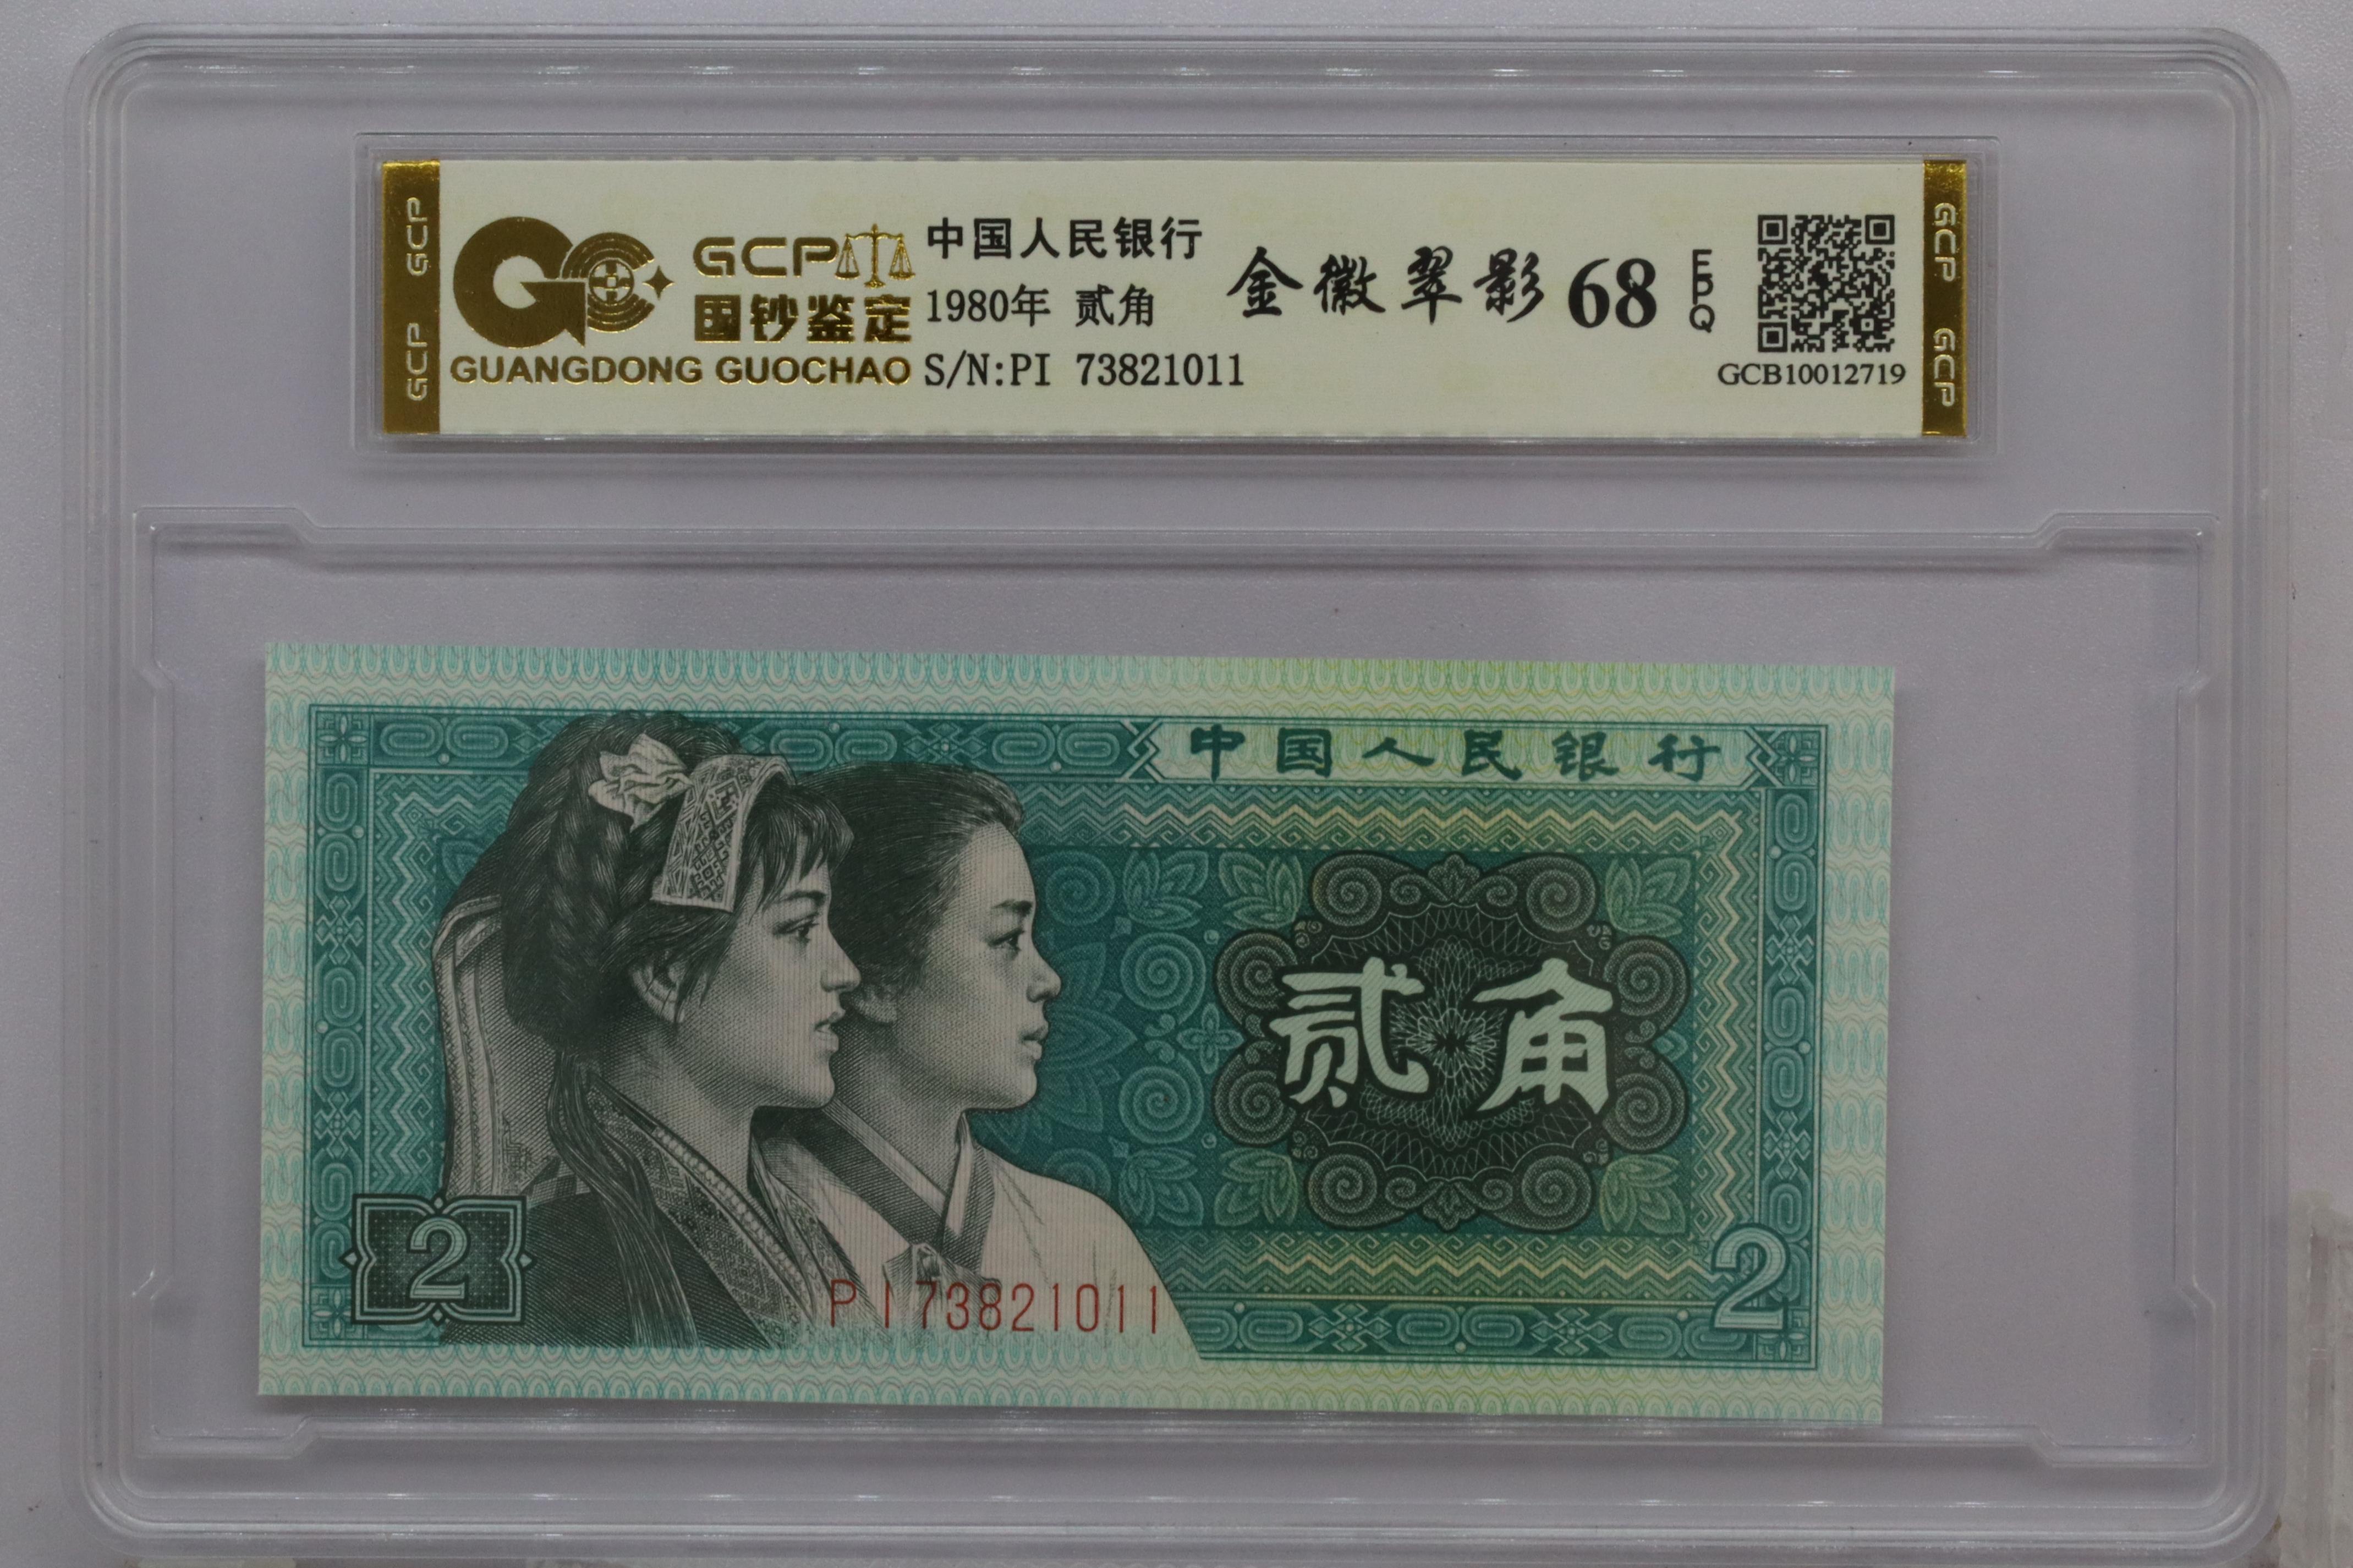 GCP GCP
GCP
国钞鉴定
GUANGDONG GUOCHAO
中国人民银行
1980年 贰角
S/N:PI 73821011
金徽翠影 68 EPQ
GCB10012719
GCP GCP
中国人民银行
贰角
2
2
PI73821011